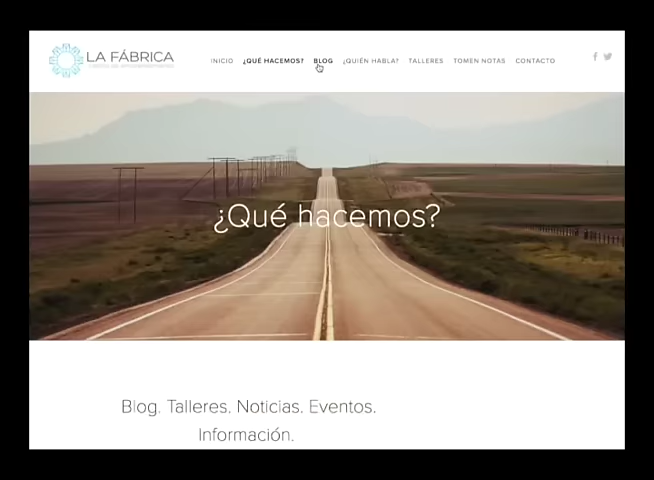 LA FÁBRICA
INICIO ¿QUÉ HACEMOS? BLOG ¿QUIÉN HABLA? TALLERES TOMEN NOTAS CONTACTO
¿Qué hacemos?
Blog. Talleres. Noticias. Eventos.
Información.